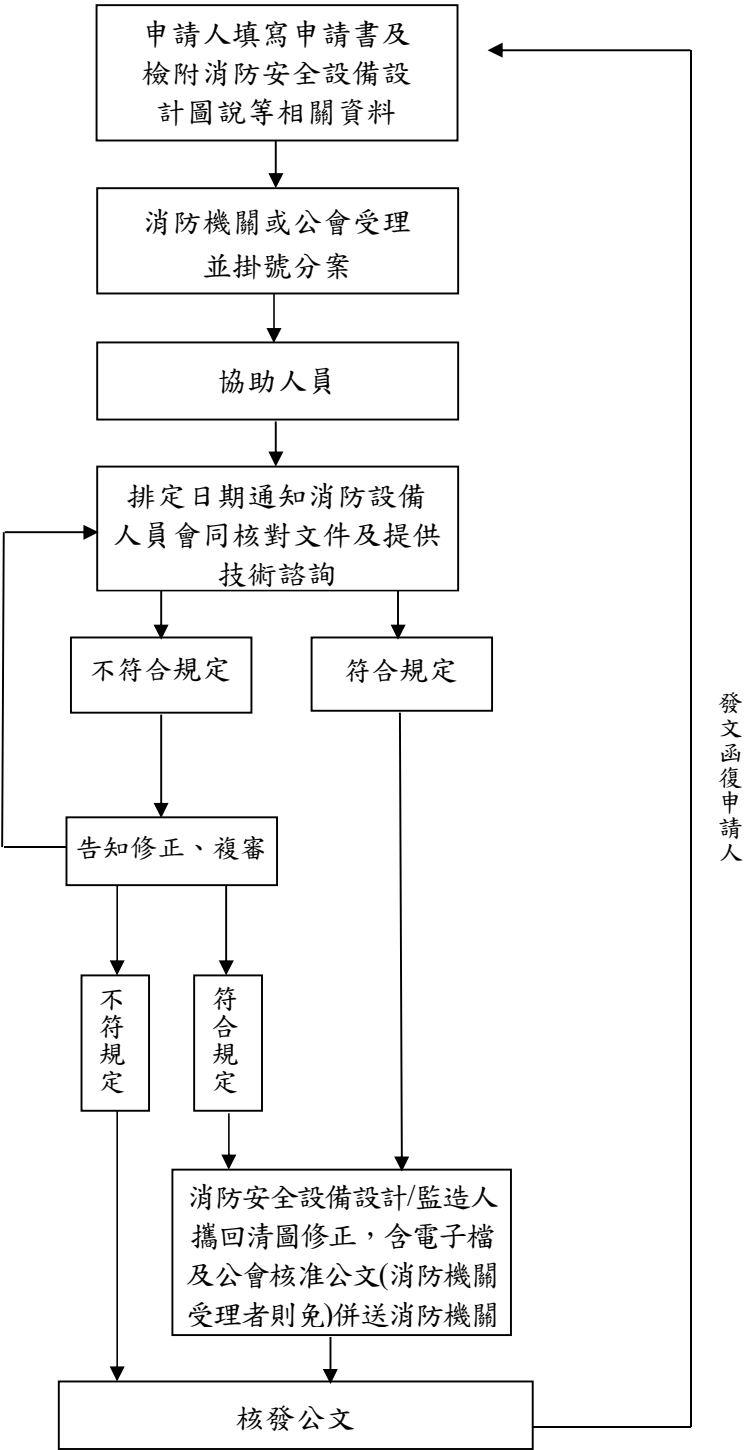 申請人填寫申請書及
檢附消防安全設備設
計圖說等相關資料
消防機關或公會受理
並掛號分案
協助人員
排定日期通知消防設備
人員會同核對文件及提供
技術諮詢
不符合規定
符合規定
發文函復申請人
告知修正、複審
不符規定
符合規定
消防安全設備設計/監造人
攜回清圖修正，含電子檔
及公會核准公文(消防機關
受理者則免)併送消防機關
核發公文